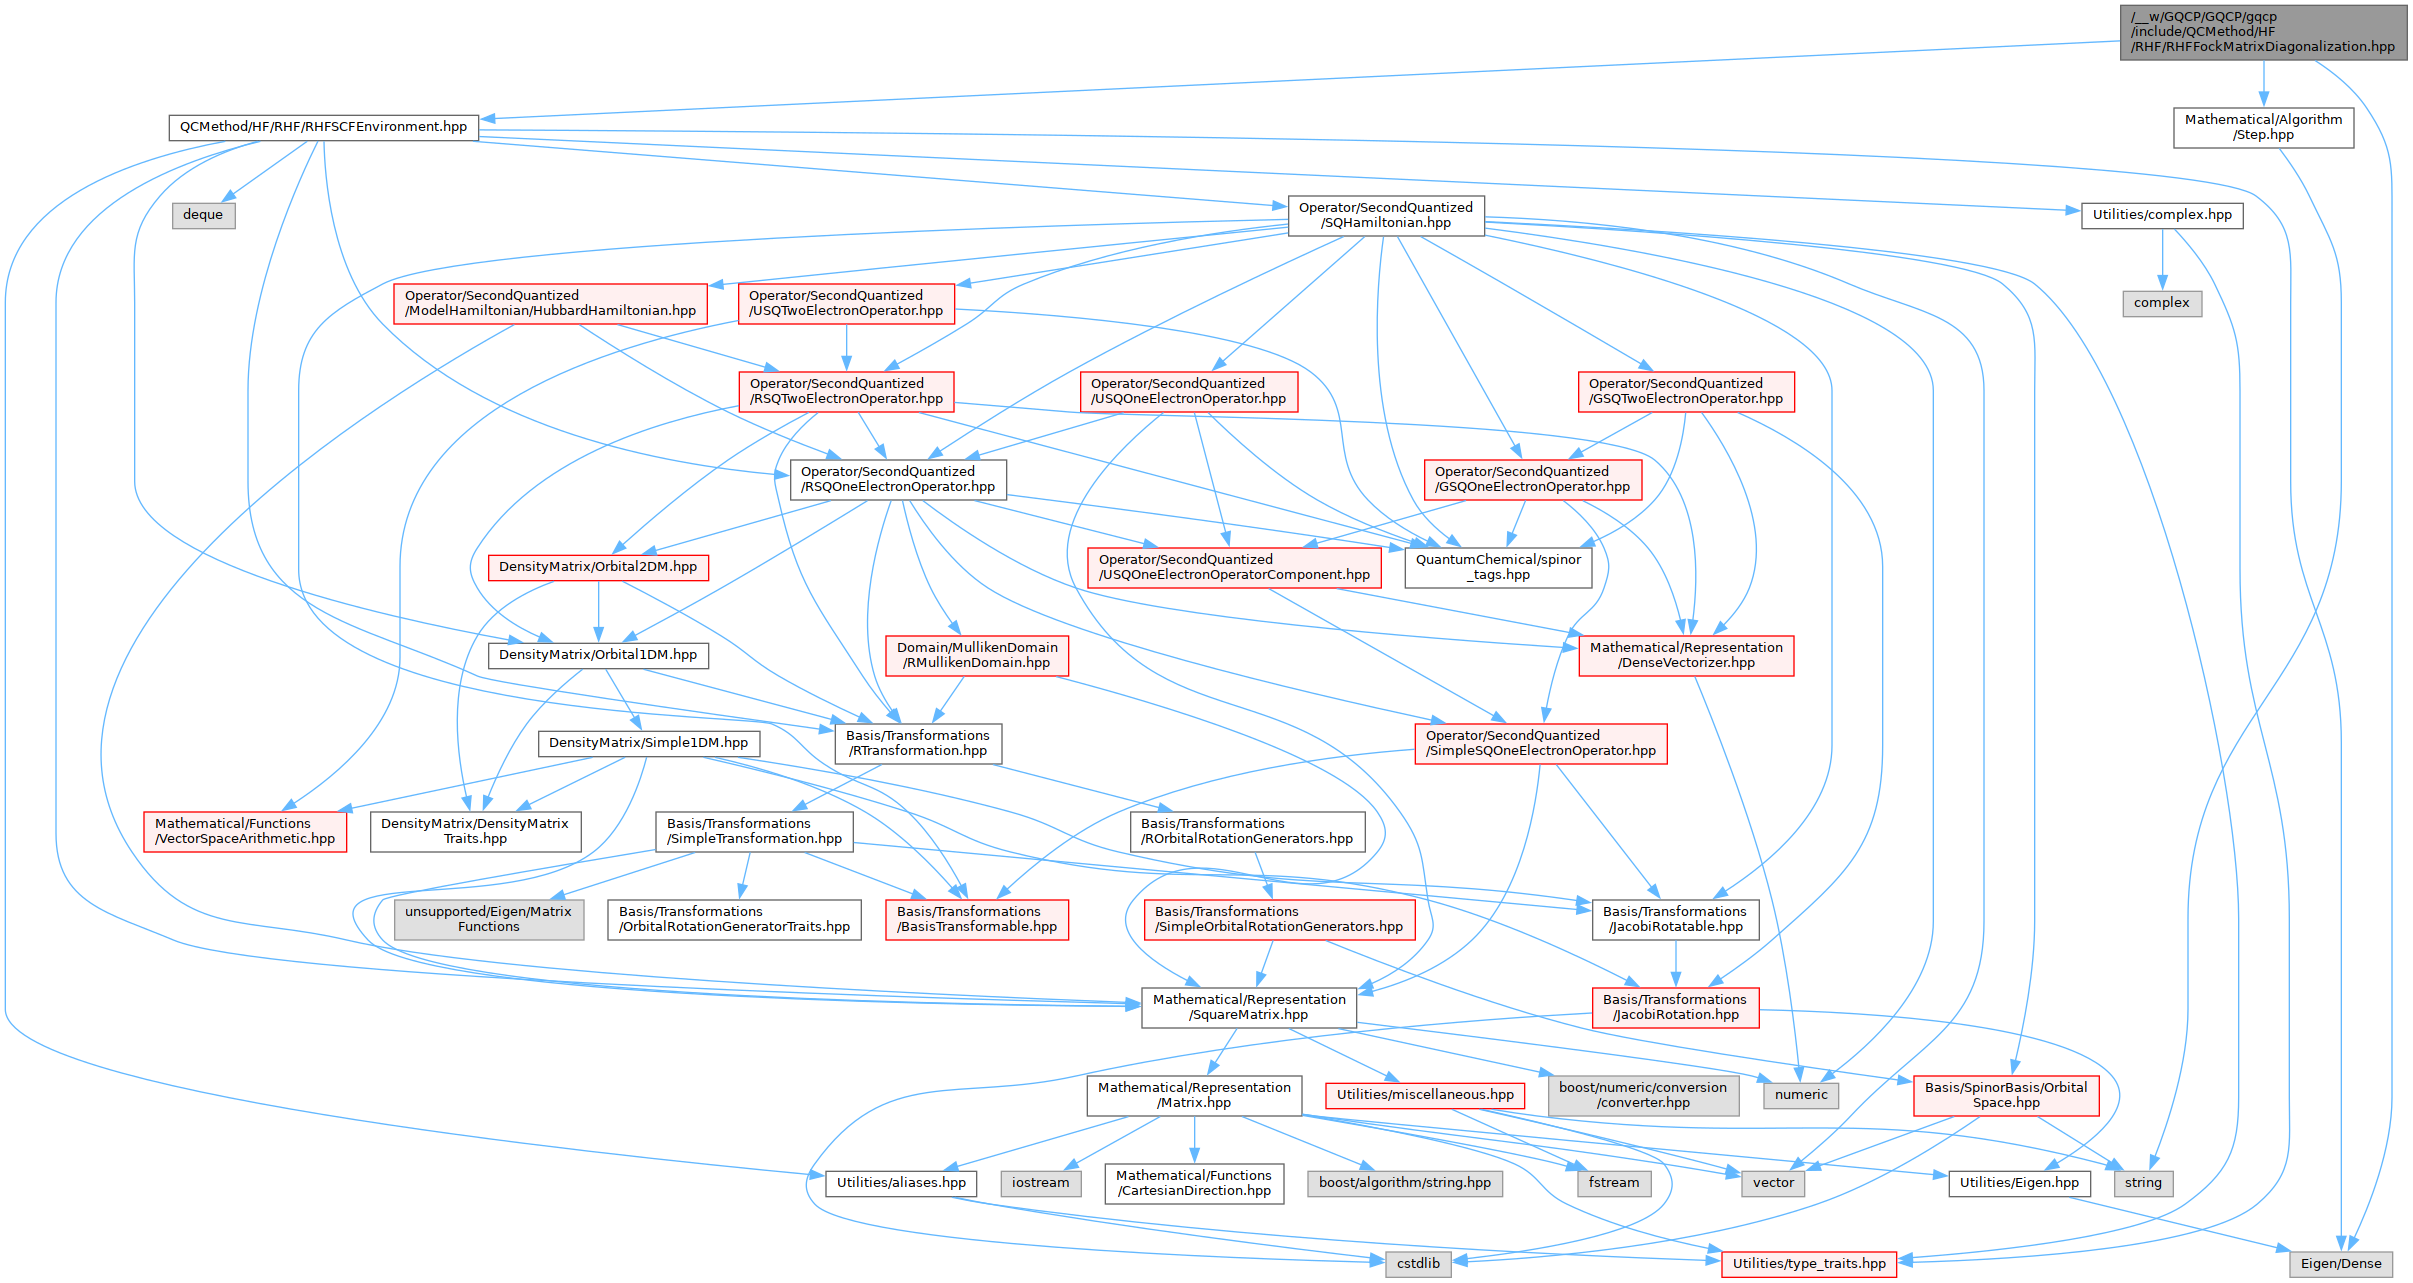 /__w/GQCP/GQCP/gqcp
/include/QCMethod/HF
/RHF/RHFFockMatrixDiagonalization.hpp
QCMethod/HF/RHF/RHFSCFEnvironment.hpp
Mathematical/Algorithm
/Step.hpp
deque
Operator/SecondQuantized
/SQHamiltonian.hpp
Utilities/complex.hpp
Operator/SecondQuantized
/ModelHamiltonian/HubbardHamiltonian.hpp
Operator/SecondQuantized
/USQTwoElectronOperator.hpp
complex
Operator/SecondQuantized
/RSQTwoElectronOperator.hpp
Operator/SecondQuantized
/USQOneElectronOperator.hpp
Operator/SecondQuantized
/GSQTwoElectronOperator.hpp
Operator/SecondQuantized
/RSQOneElectronOperator.hpp
Operator/SecondQuantized
/GSQOneElectronOperator.hpp
DensityMatrix/Orbital2DM.hpp
Operator/SecondQuantized
/USQOneElectronOperatorComponent.hpp
QuantumChemical/spinor
_tags.hpp
DensityMatrix/Orbital1DM.hpp
Domain/MullikenDomain
/RMullikenDomain.hpp
Mathematical/Representation
/DenseVectorizer.hpp
DensityMatrix/Simple1DM.hpp
Basis/Transformations
/RTransformation.hpp
Operator/SecondQuantized
/SimpleSQOneElectronOperator.hpp
Mathematical/Functions
/VectorSpaceArithmetic.hpp
DensityMatrix/DensityMatrix
Traits.hpp
Basis/Transformations
/SimpleTransformation.hpp
Basis/Transformations
/ROrbitalRotationGenerators.hpp
unsupported/Eigen/Matrix
Functions
Basis/Transformations
/OrbitalRotationGeneratorTraits.hpp
Basis/Transformations
/BasisTransformable.hpp
Basis/Transformations
/SimpleOrbitalRotationGenerators.hpp
Basis/Transformations
/JacobiRotatable.hpp
Mathematical/Representation
/SquareMatrix.hpp
Basis/Transformations
/JacobiRotation.hpp
Mathematical/Representation
/Matrix.hpp
Utilities/miscellaneous.hpp
boost/numeric/conversion
/converter.hpp
numeric
Basis/SpinorBasis/Orbital
Space.hpp
Utilities/aliases.hpp
iostream
Mathematical/Functions
/CartesianDirection.hpp
boost/algorithm/string.hpp
fstream
vector
Utilities/Eigen.hpp
string
cstdlib
Utilities/type_traits.hpp
Eigen/Dense